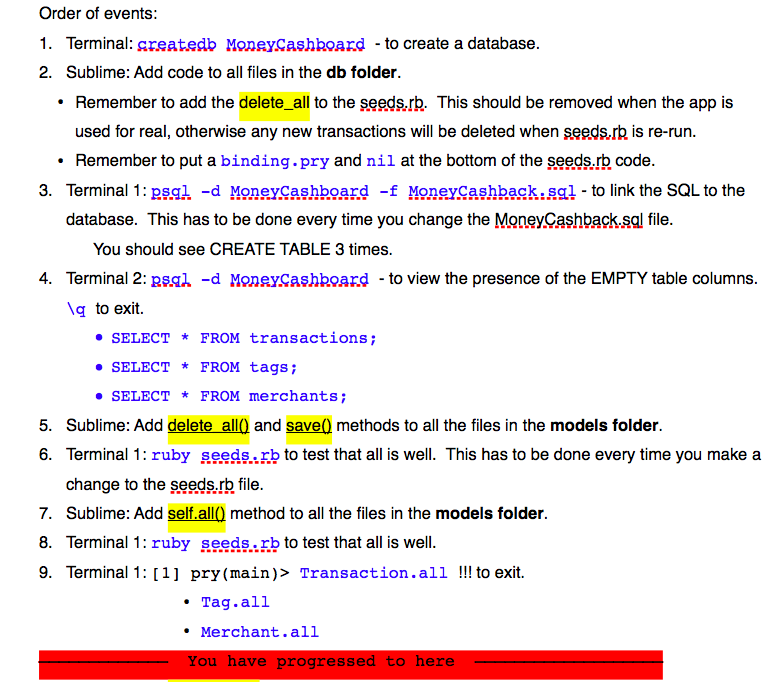 Order of events:
1. Terminal: createdb MoneyCashboard - to create a database.
2. Sublime: Add code to all files in the db folder.
• Remember to add the delete_all to the seeds.rb. This should be removed when the app is
used for real, otherwise any new transactions will be deleted when seeds.rb is re-run.
• Remember to put a binding.pry and nil at the bottom of the seeds.rb code.
3. Terminal 1: psql -d MoneyCashboard -f MoneyCashback.sql - to link the SQL to the
database. This has to be done every time you change the MoneyCashback.sql file.
You should see CREATE TABLE 3 times.
4. Terminal 2: psql -d MoneyCashboard - to view the presence of the EMPTY table columns.
\q to exit.
• SELECT * FROM transactions;
• SELECT * FROM tags;
• SELECT * FROM merchants;
5. Sublime: Add delete_all() and save() methods to all the files in the models folder.
6. Terminal 1: ruby seeds.rb to test that all is well. This has to be done every time you make a
change to the seeds.rb file.
7. Sublime: Add self.all() method to all the files in the models folder.
8. Terminal 1: ruby seeds.rb to test that all is well.
9. Terminal 1: [1] pry(main)> Transaction.all !!! to exit.
• Tag.all
• Merchant.all
You have progressed to here